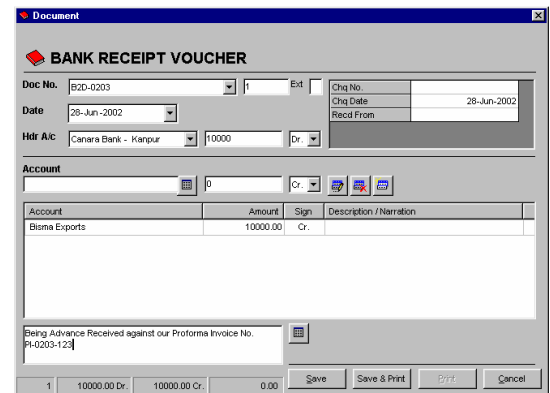 Document
BANK RECEIPT VOUCHER
Doc No. B2D-0203 1 Ext
Chq No.
Chq Date 28-Jun-2002
Recd From
Date 28-Jun-2002
Hdr A/c Canara Bank - Kanpur 10000 Dr.
Account
0 Cr.
Account Amount Sign Description / Narration
Bisma Exports 10000.00 Cr.
Being Advance Received against our Proforma Invoice No.
PI-0203-123
1 10000.00 Dr. 10000.00 Cr. 0.00
Save Save & Print Print Cancel